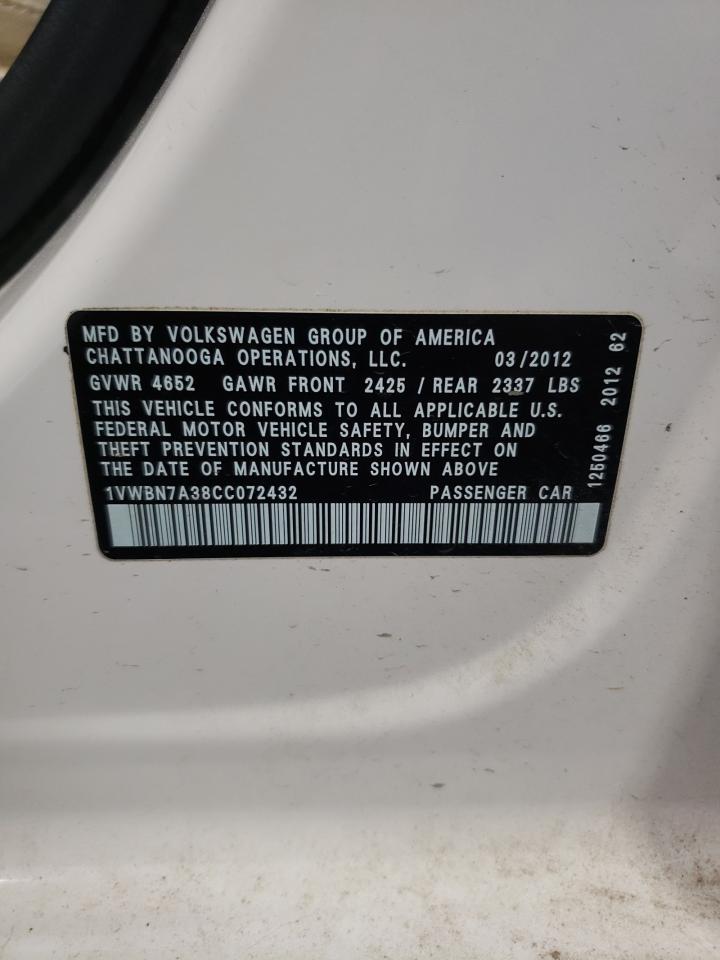 MFD BY VOLKSWAGEN GROUP OF AMERICA
CHATTANOOGA OPERATIONS, LLC. 03/2012
GVWR 4652 GAWR FRONT 2425 / REAR 2337 LBS
THIS VEHICLE CONFORMS TO ALL APPLICABLE U.S.
FEDERAL MOTOR VEHICLE SAFETY, BUMPER AND
THEFT PREVENTION STANDARDS IN EFFECT ON
THE DATE OF MANUFACTURE SHOWN ABOVE
1VWBN7A38CC072432 PASSENGER CAR
1250466 2012 62